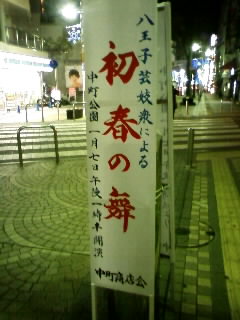 八王子芸妓衆による
初春の舞
中町公園一月七日午後一時半開演
中町商店会